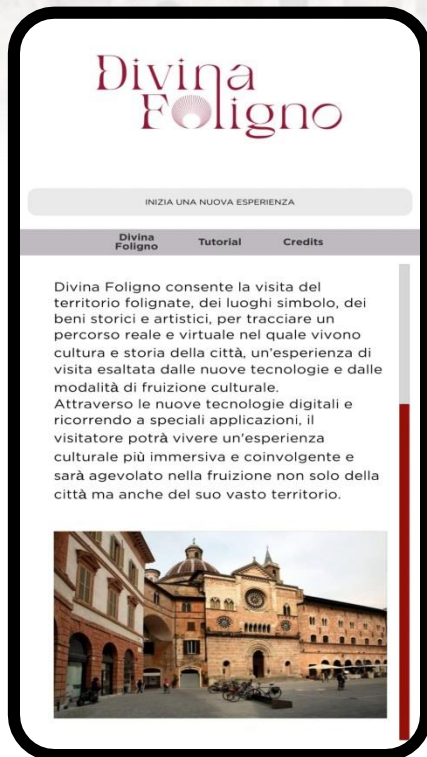 Divina
Foligno
INIZIA UNA NUOVA ESPERIENZA
Divina
Foligno
Tutorial
Credits
Divina Foligno consente la visita del
territorio folignate, dei luoghi simbolo, dei
beni storici e artistici, per tracciare un
percorso reale e virtuale nel quale vivono
cultura e storia della città, un'esperienza di
visita esaltata dalle nuove tecnologie e dalle
modalità di fruizione culturale.
Attraverso le nuove tecnologie digitali e
ricorrendo a speciali applicazioni, il
visitatore potrà vivere un'esperienza
culturale più immersiva e coinvolgente e
sarà agevolato nella fruizione non solo della
città ma anche del suo vasto territorio.